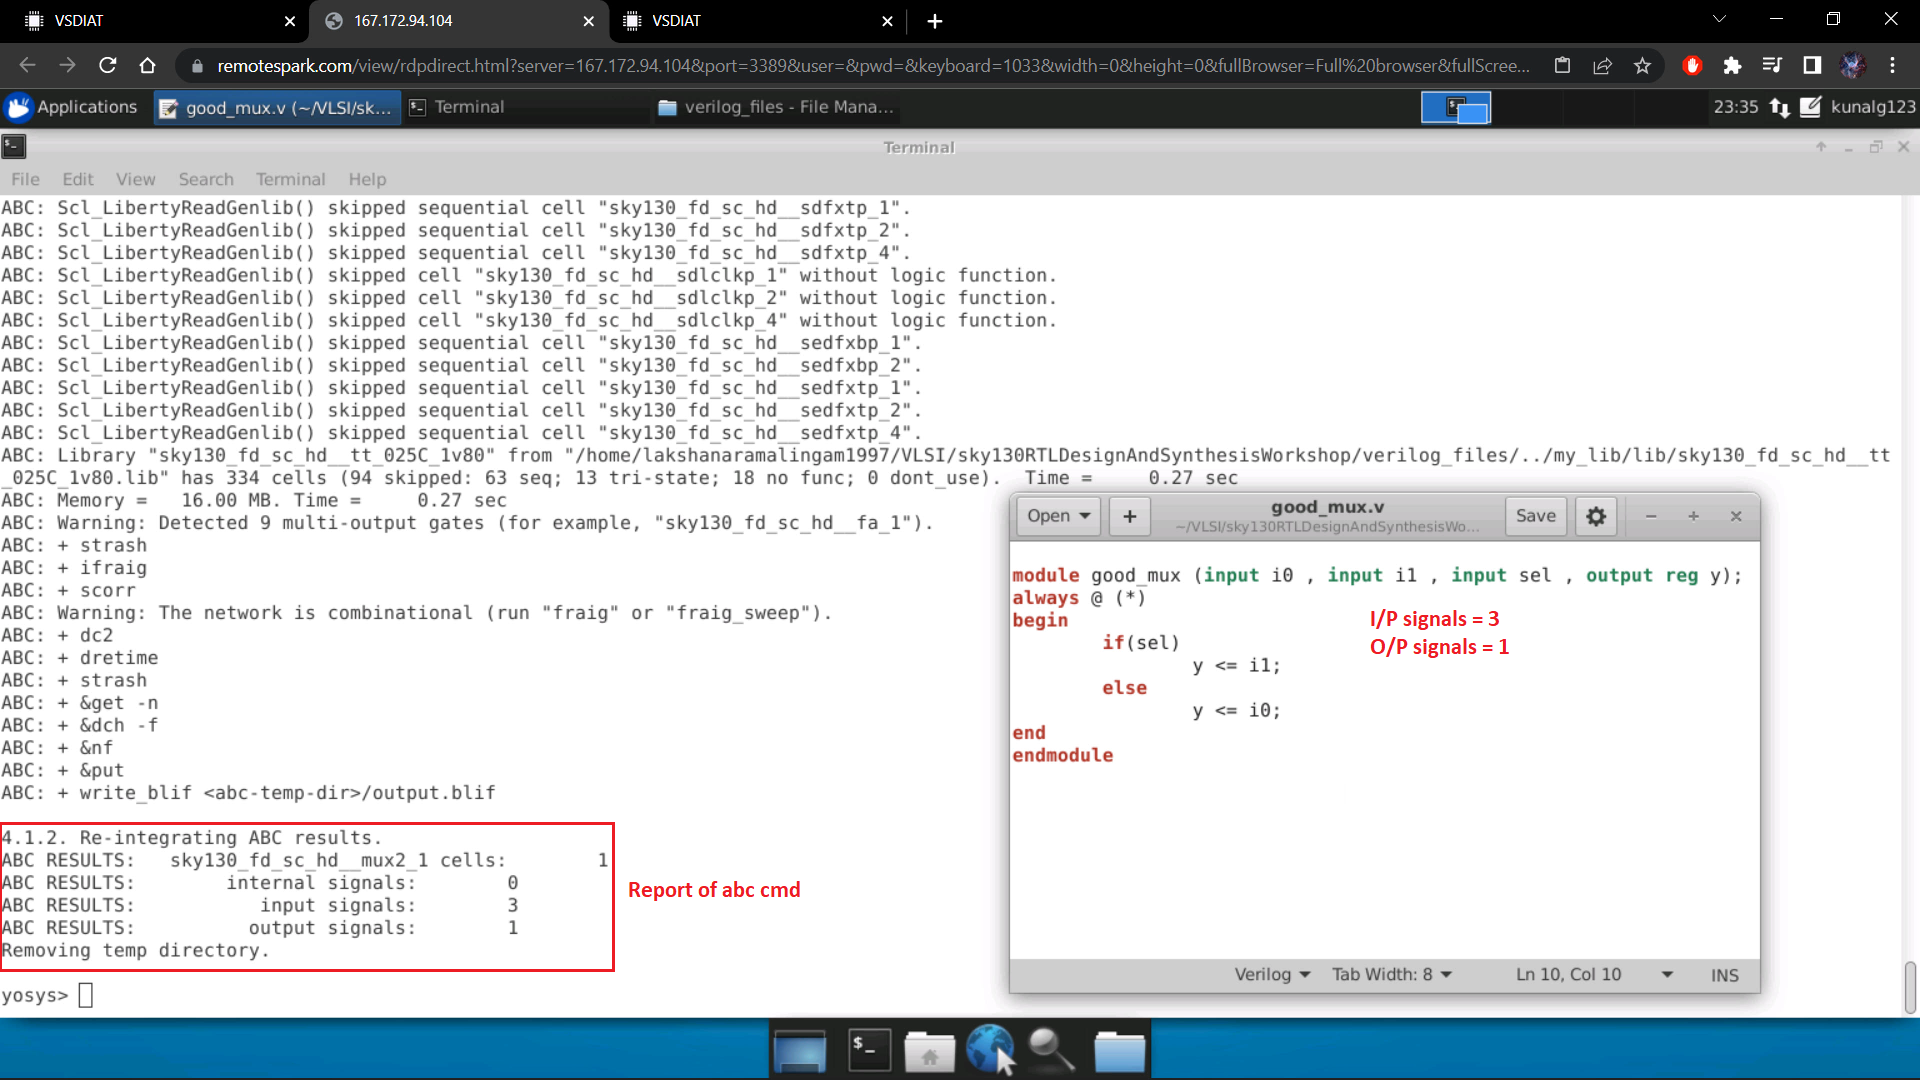 VSDIAT
167.172.94.104
VSDIAT
remotespark.com/view/rdpdirect.html?server=167.172.94.104&port=3389&user=&pwd=&keyboard=1033&width=0&height=0&fullBrowser=Full%20browser&fullScree...
Applications
good_mux.v (~/VLSI/sk...
Terminal
verilog_files - File Mana...
23:35
kunalg123
Terminal
File Edit View Search Terminal Help
ABC: Scl_LibertyReadGenlib() skipped sequential cell "sky130_fd_sc_hd__sdfxtp_1".
ABC: Scl_LibertyReadGenlib() skipped sequential cell "sky130_fd_sc_hd__sdfxtp_2".
ABC: Scl_LibertyReadGenlib() skipped sequential cell "sky130_fd_sc_hd__sdfxtp_4".
ABC: Scl_LibertyReadGenlib() skipped cell "sky130_fd_sc_hd__sdlclkp_1" without logic function.
ABC: Scl_LibertyReadGenlib() skipped cell "sky130_fd_sc_hd__sdlclkp_2" without logic function.
ABC: Scl_LibertyReadGenlib() skipped cell "sky130_fd_sc_hd__sdlclkp_4" without logic function.
ABC: Scl_LibertyReadGenlib() skipped sequential cell "sky130_fd_sc_hd__sedfxbp_1".
ABC: Scl_LibertyReadGenlib() skipped sequential cell "sky130_fd_sc_hd__sedfxbp_2".
ABC: Scl_LibertyReadGenlib() skipped sequential cell "sky130_fd_sc_hd__sedfxtp_1".
ABC: Scl_LibertyReadGenlib() skipped sequential cell "sky130_fd_sc_hd__sedfxtp_2".
ABC: Scl_LibertyReadGenlib() skipped sequential cell "sky130_fd_sc_hd__sedfxtp_4".
ABC: Library "sky130_fd_sc_hd__tt_025C_1v80" from "/home/lakshanaramalingam1997/VLSI/sky130RTLDesignAndSynthesisWorkshop/verilog_files/../my_lib/lib/sky130_fd_sc_hd__tt
_025C_1v80.lib" has 334 cells (94 skipped: 63 seq; 13 tri-state; 18 no func; 0 dont_use).  Time =     0.27 sec
ABC: Memory =   16.00 MB. Time =     0.27 sec
ABC: Warning: Detected 9 multi-output gates (for example, "sky130_fd_sc_hd__fa_1").
ABC: + strash
ABC: + ifraig
ABC: + scorr
ABC: Warning: The network is combinational (run "fraig" or "fraig_sweep").
ABC: + dc2
ABC: + dretime
ABC: + strash
ABC: + &get -n
ABC: + &dch -f
ABC: + &nf
ABC: + &put
ABC: + write_blif <abc-temp-dir>/output.blif
4.1.2. Re-integrating ABC results.
ABC RESULTS:   sky130_fd_sc_hd__mux2_1 cells:        1
ABC RESULTS:        internal signals:        0
ABC RESULTS:           input signals:        3
ABC RESULTS:          output signals:        1
Removing temp directory.
yosys>
Report of abc cmd
Open
+
good_mux.v
~/VLSI/sky130RTLDesignAndSynthesisWo...
Save
module good_mux (input i0 , input i1 , input sel , output reg y);
always @ (*)
begin
if(sel)
y <= i1;
else
y <= i0;
end
endmodule
I/P signals = 3
O/P signals = 1
Verilog Tab Width: 8 Ln 10, Col 10 INS